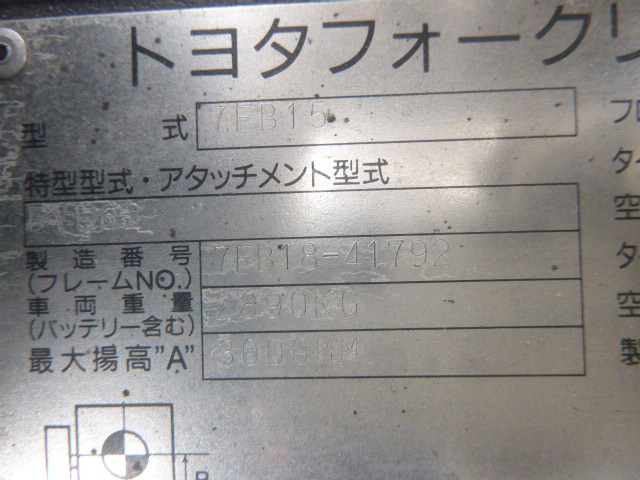 トヨタフォークリ
型式 7FB15 フロ
特型型式・アタッチメント型式 タ
空
製造番号 7FB18-41792 タ
(フレームNO.)
車両重量 2890KG 空
(バッテリー含む)
最大揚高"A" 3000MM 製